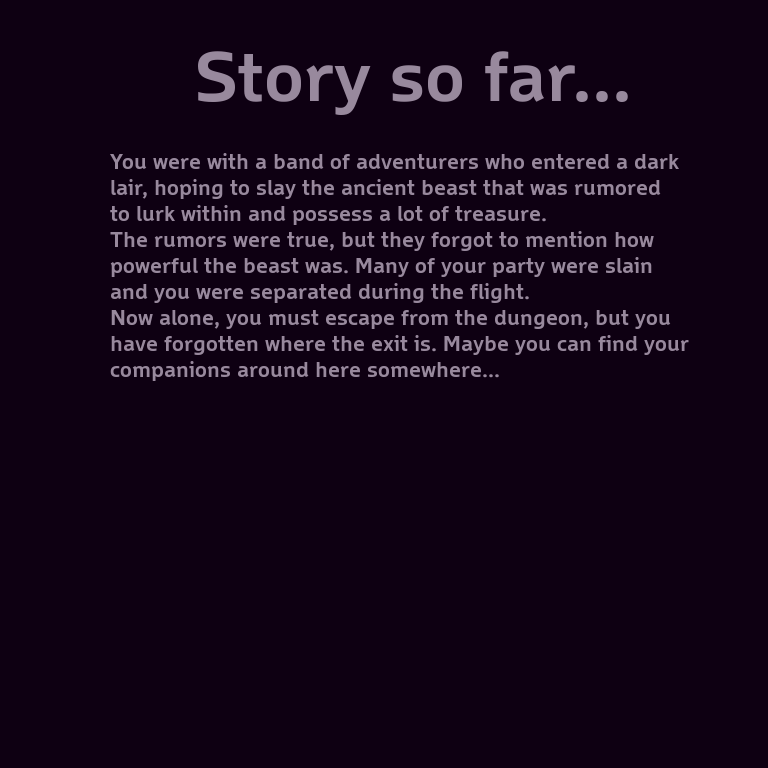 Story so far...
You were with a band of adventurers who entered a dark
lair, hoping to slay the ancient beast that was rumored
to lurk within and possess a lot of treasure.
The rumors were true, but they forgot to mention how
powerful the beast was. Many of your party were slain
and you were separated during the flight.
Now alone, you must escape from the dungeon, but you
have forgotten where the exit is. Maybe you can find your
companions around here somewhere...